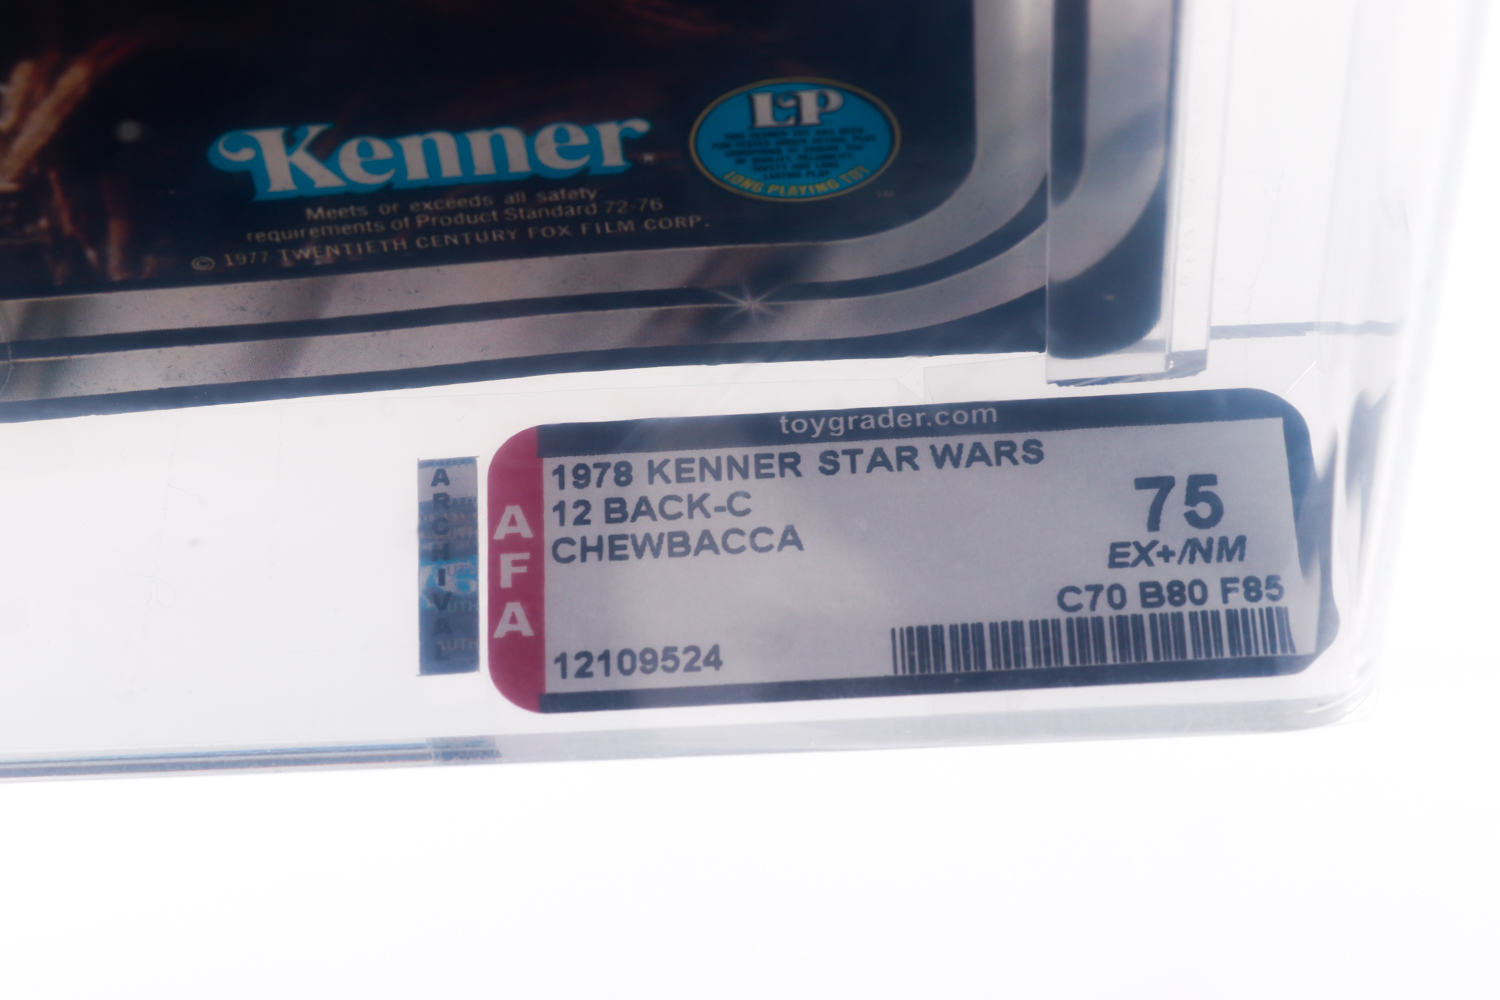 Kenner
LP
LONG PLAYING TOY
Meets or exceeds all safety
requirements of Product Standard 72-76
© 1977 TWENTIETH CENTURY FOX FILM CORP.
toygrader.com
ARCHIVAL
AFA
1978 KENNER STAR WARS
12 BACK-C
CHEWBACCA
75
EX+/NM
C70 B80 F85
12109524